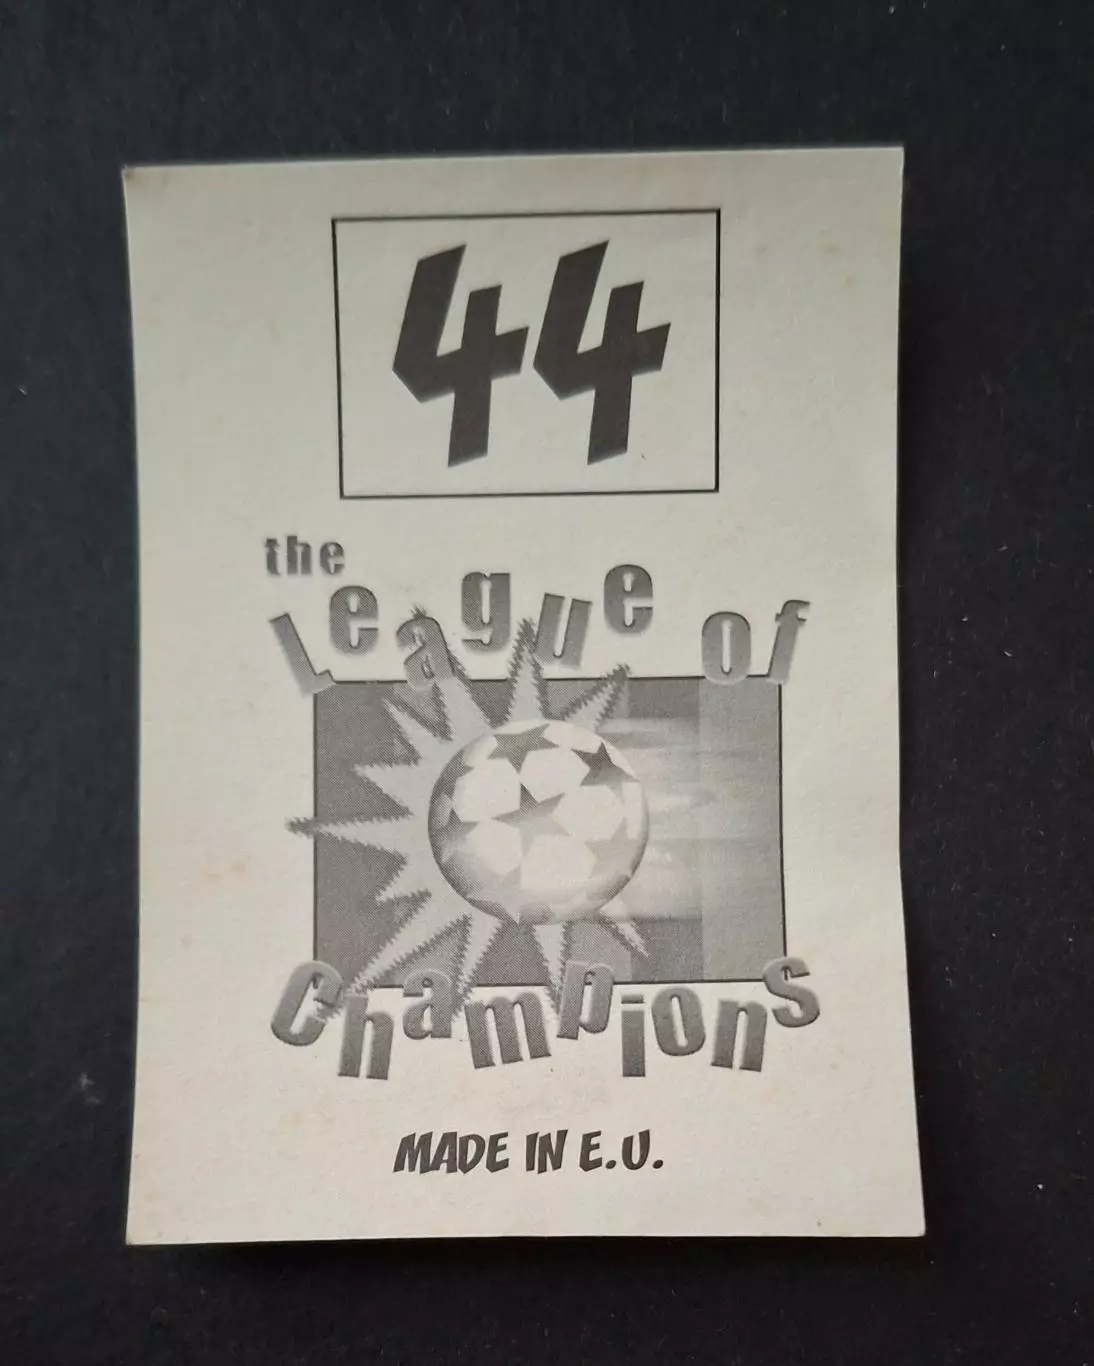 44
the
League of
Champions
MADE IN E.U.